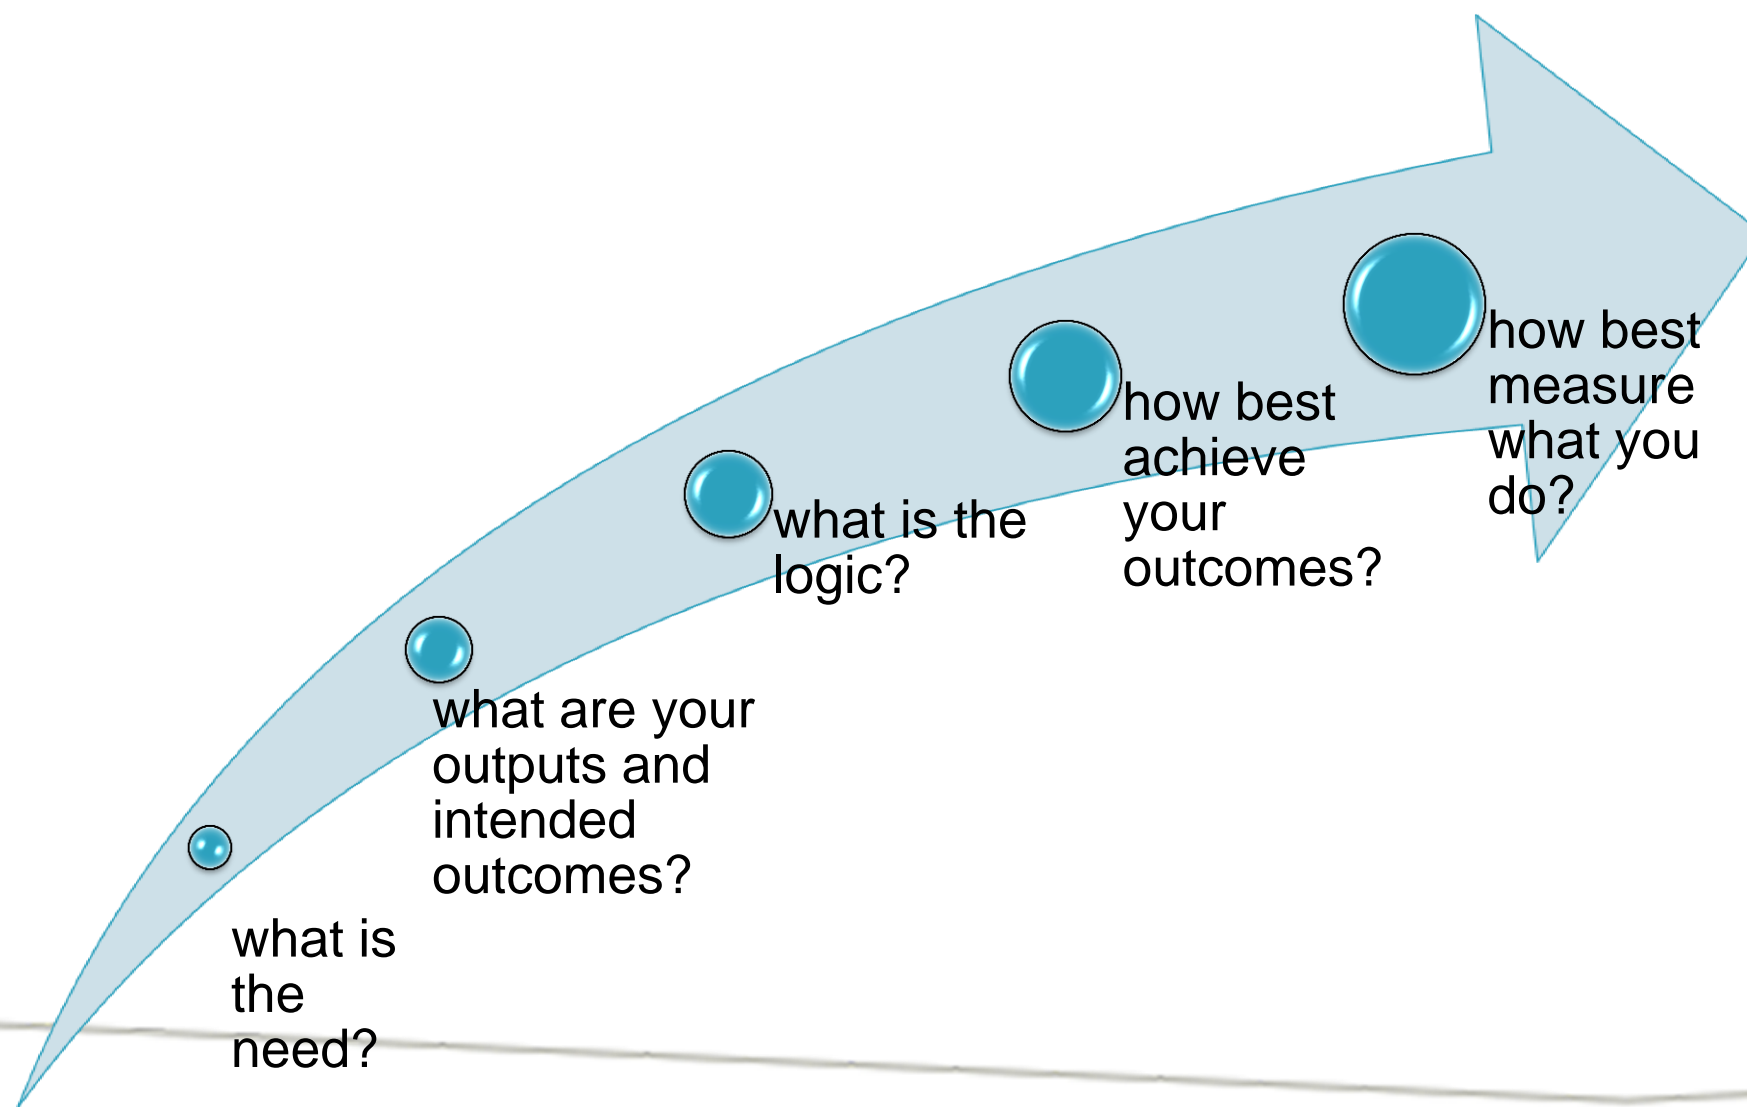 what is
the
need?
what are your
outputs and
intended
outcomes?
what is the
logic?
how best
achieve
your
outcomes?
how best
measure
what you
do?